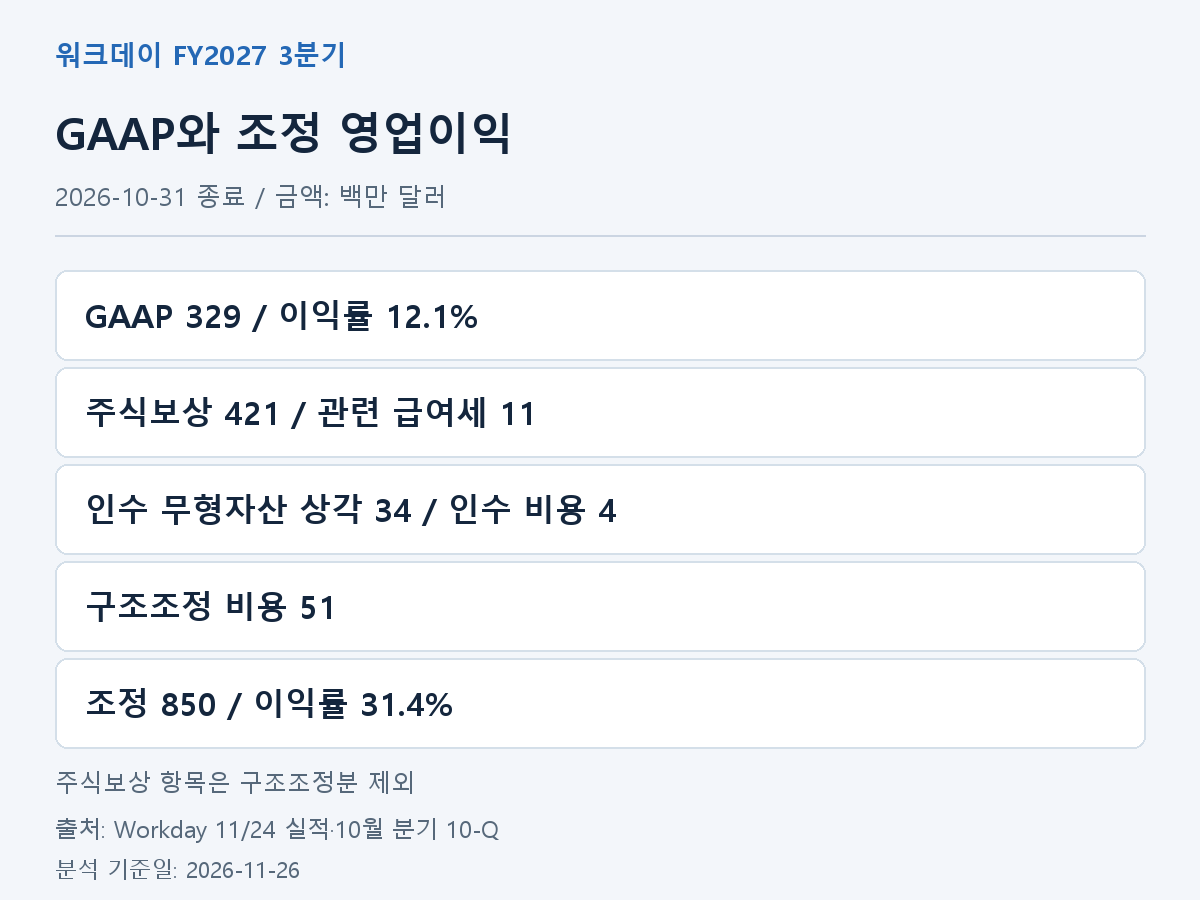 워크데이 FY2027 3분기
GAAP와 조정 영업이익
2026-10-31 종료 / 금액: 백만 달러
GAAP 329 / 이익률 12.1%
주식보상 421 / 관련 급여세 11
인수 무형자산 상각 34 / 인수 비용 4
구조조정 비용 51
조정 850 / 이익률 31.4%
주식보상 항목은 구조조정분 제외
출처: Workday 11/24 실적·10월 분기 10-Q
분석 기준일: 2026-11-26